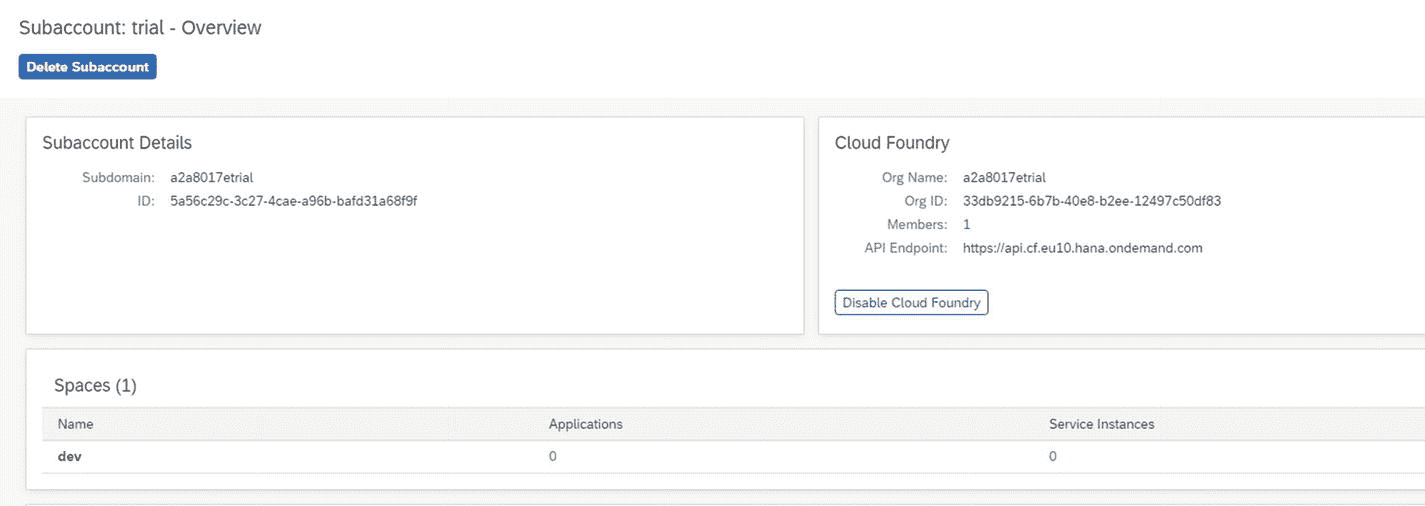 Subaccount: trial - Overview
Delete Subaccount
Subaccount Details
Subdomain: a2a8017etrial
ID: 5a56c29c-3c27-4cae-a96b-bafd31a68f9f
Cloud Foundry
Org Name: a2a8017etrial
Org ID: 33db9215-6b7b-40e8-b2ee-12497c50df83
Members: 1
API Endpoint: https://api.cf.eu10.hana.ondemand.com
Disable Cloud Foundry
Spaces (1)
Name Applications Service Instances
dev 0 0